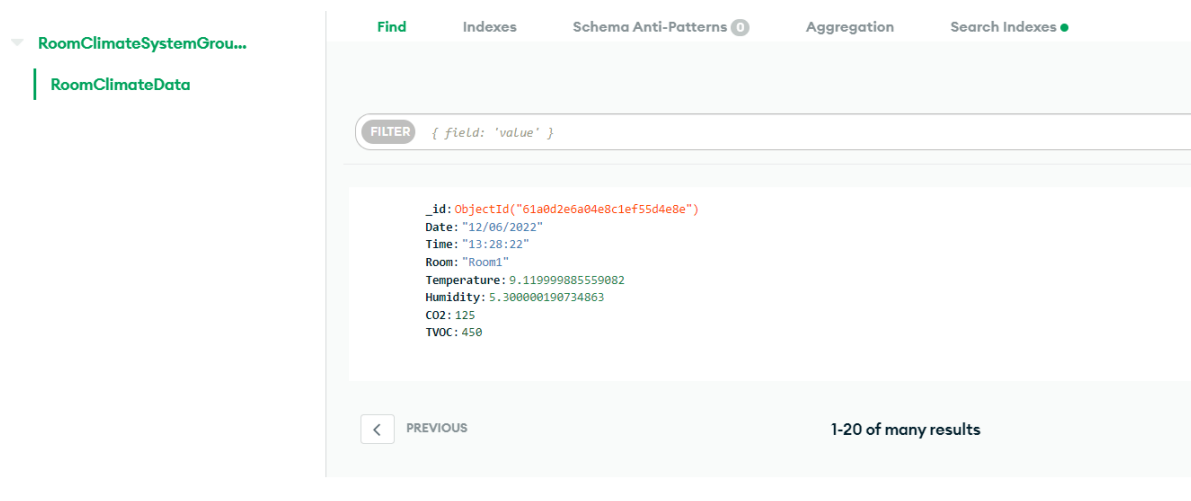 RoomClimateSystemGrou...
RoomClimateData
Find Indexes Schema Anti-Patterns 0 Aggregation Search Indexes
FILTER { field: 'value' }
_id: ObjectId("61a0d2e6a04e8c1ef55d4e8e")
Date: "12/06/2022"
Time: "13:28:22"
Room: "Room1"
Temperature: 9.119999885559082
Humidity: 5.300000190734863
CO2: 125
TVOC: 450
PREVIOUS
1-20 of many results